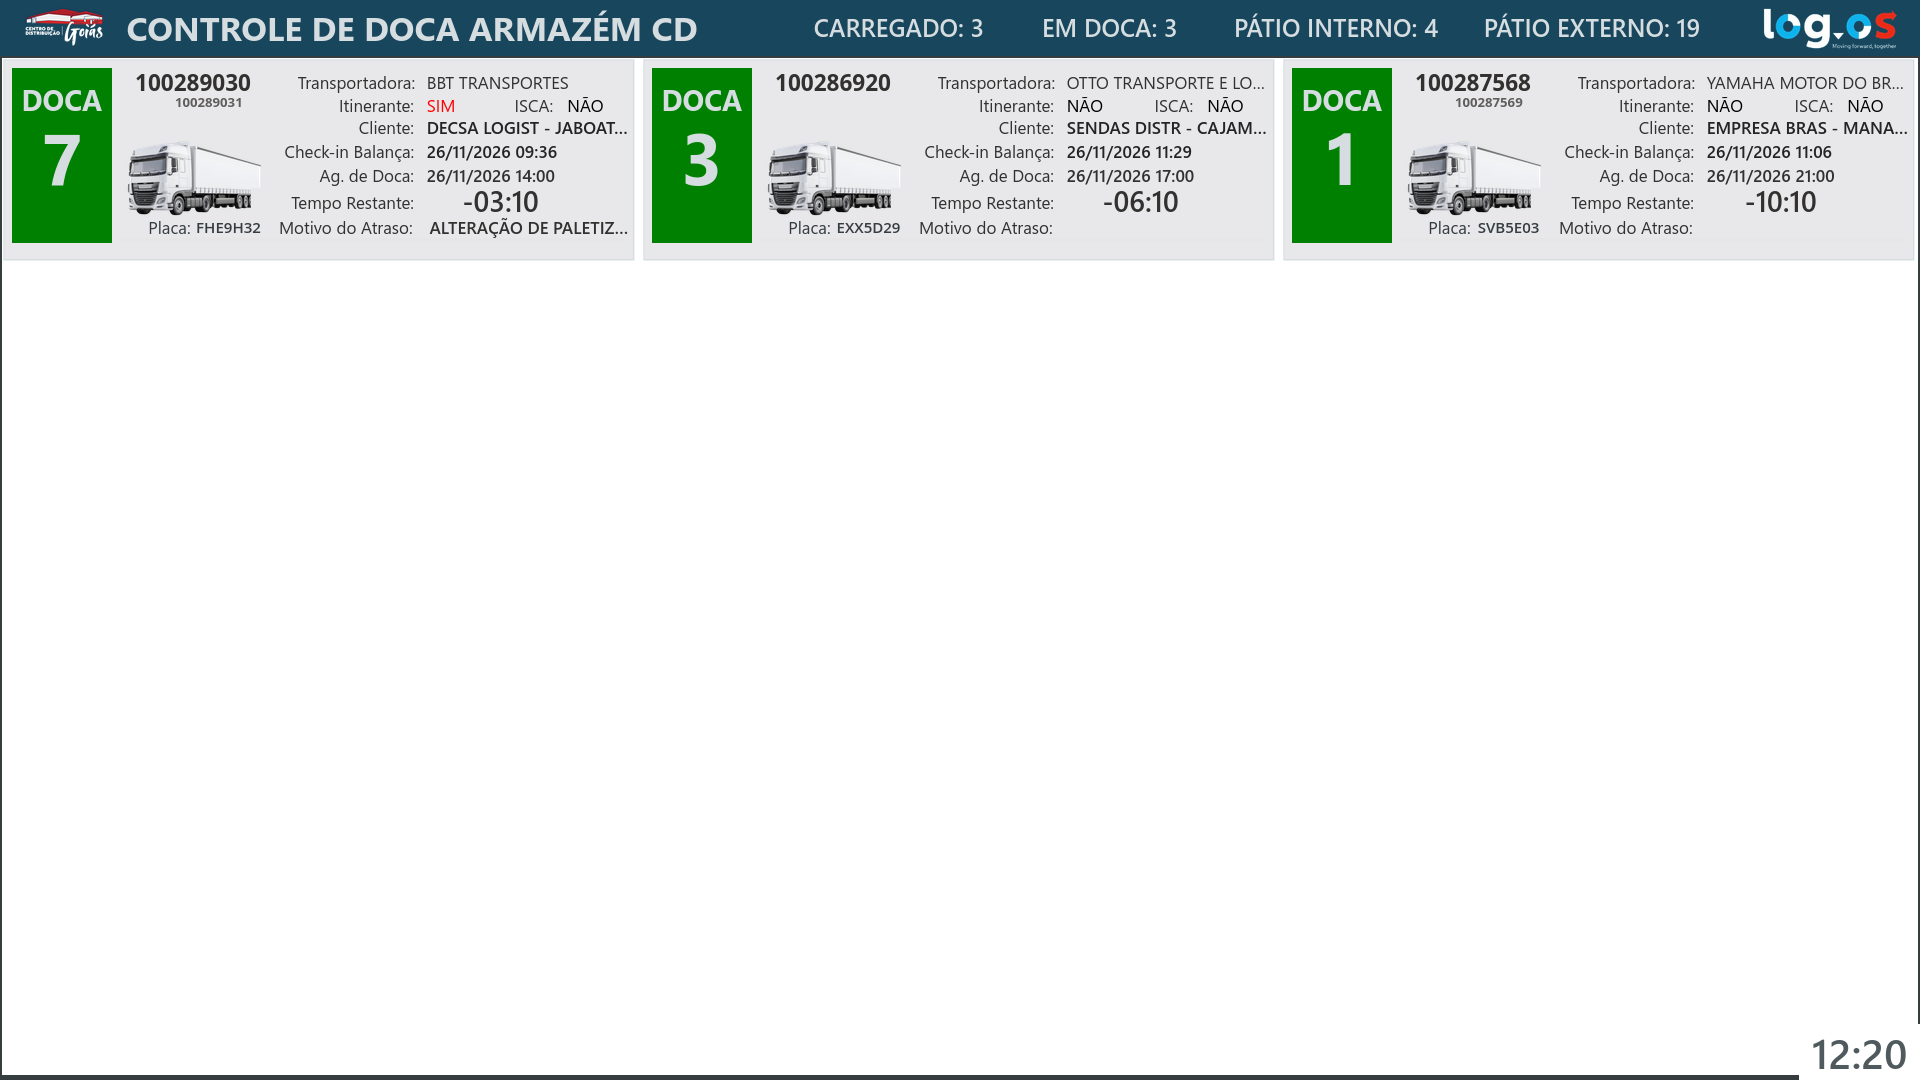 CENTRO DE DISTRIBUIÇÃO Goiás
CONTROLE DE DOCA ARMAZÉM CD
CARREGADO: 3
EM DOCA: 3
PÁTIO INTERNO: 4
PÁTIO EXTERNO: 19
log.os
Moving forward, together
DOCA
7
100289030
100289031
Placa: FHE9H32
Transportadora: BBT TRANSPORTES
Itinerante: SIM ISCA: NÃO
Cliente: DECSA LOGIST - JABOAT...
Check-in Balança: 26/11/2026 09:36
Ag. de Doca: 26/11/2026 14:00
Tempo Restante: -03:10
Motivo do Atraso: ALTERAÇÃO DE PALETIZ...
DOCA
3
100286920
Placa: EXX5D29
Transportadora: OTTO TRANSPORTE E LO...
Itinerante: NÃO ISCA: NÃO
Cliente: SENDAS DISTR - CAJAM...
Check-in Balança: 26/11/2026 11:29
Ag. de Doca: 26/11/2026 17:00
Tempo Restante: -06:10
Motivo do Atraso:
DOCA
1
100287568
100287569
Placa: SVB5E03
Transportadora: YAMAHA MOTOR DO BR...
Itinerante: NÃO ISCA: NÃO
Cliente: EMPRESA BRAS - MANA...
Check-in Balança: 26/11/2026 11:06
Ag. de Doca: 26/11/2026 21:00
Tempo Restante: -10:10
Motivo do Atraso:
12:20